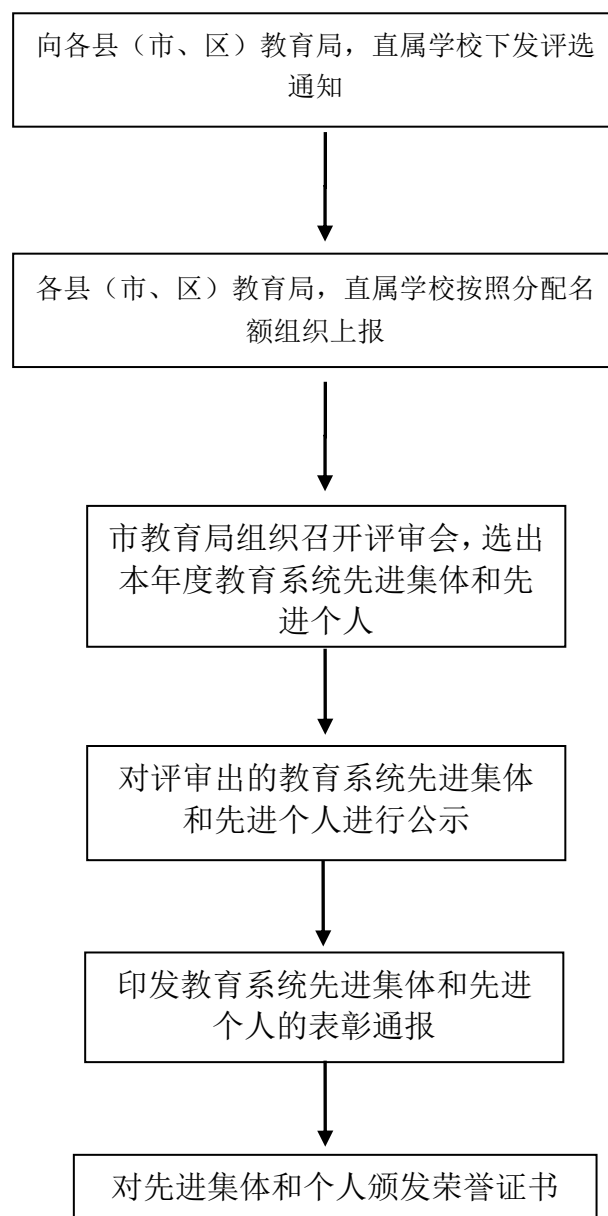 向各县（市、区）教育局，直属学校下发评选
通知
各县（市、区）教育局，直属学校按照分配名
额组织上报
市教育局组织召开评审会，选出
本年度教育系统先进集体和先
进个人
对评审出的教育系统先进集体
和先进个人进行公示
印发教育系统先进集体和先进
个人的表彰通报
对先进集体和个人颁发荣誉证书